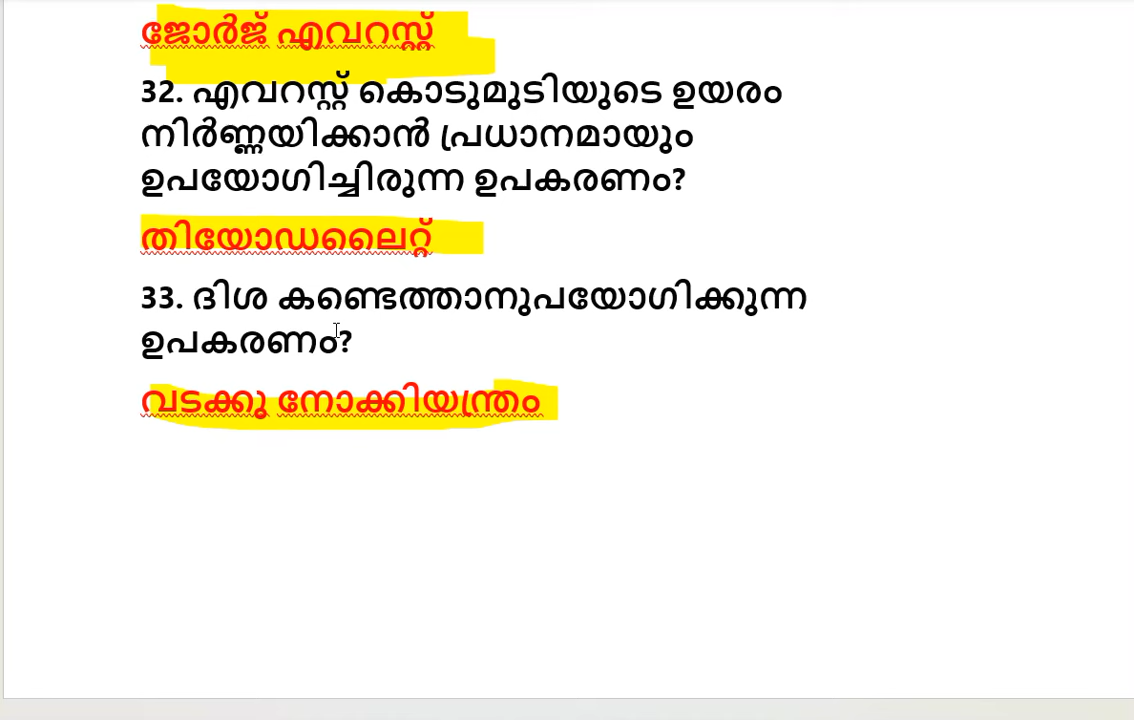 ജോർജ് എവറസ്റ്റ്
32. എവറസ്റ്റ് കൊടുമുടിയുടെ ഉയരം
നിർണ്ണയിക്കാൻ പ്രധാനമായും
ഉപയോഗിച്ചിരുന്ന ഉപകരണം?
തിയോഡലൈറ്റ്
33. ദിശ കണ്ടെത്താനുപയോഗിക്കുന്ന
ഉപകരണം?
വടക്കു നോക്കിയന്ത്രം